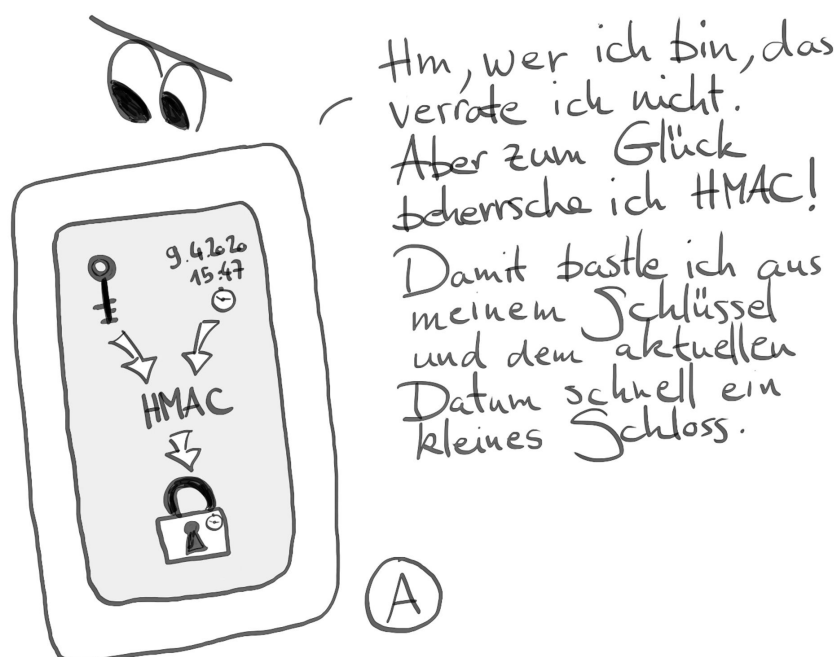 Hm, wer ich bin, das
verrate ich nicht.
Aber zum Glück
beherrsche ich HMAC!
Damit bastle ich aus
meinem Schlüssel
und dem aktuellen
Datum schnell ein
kleines Schloss.
9.4.2020
15:47
HMAC
A